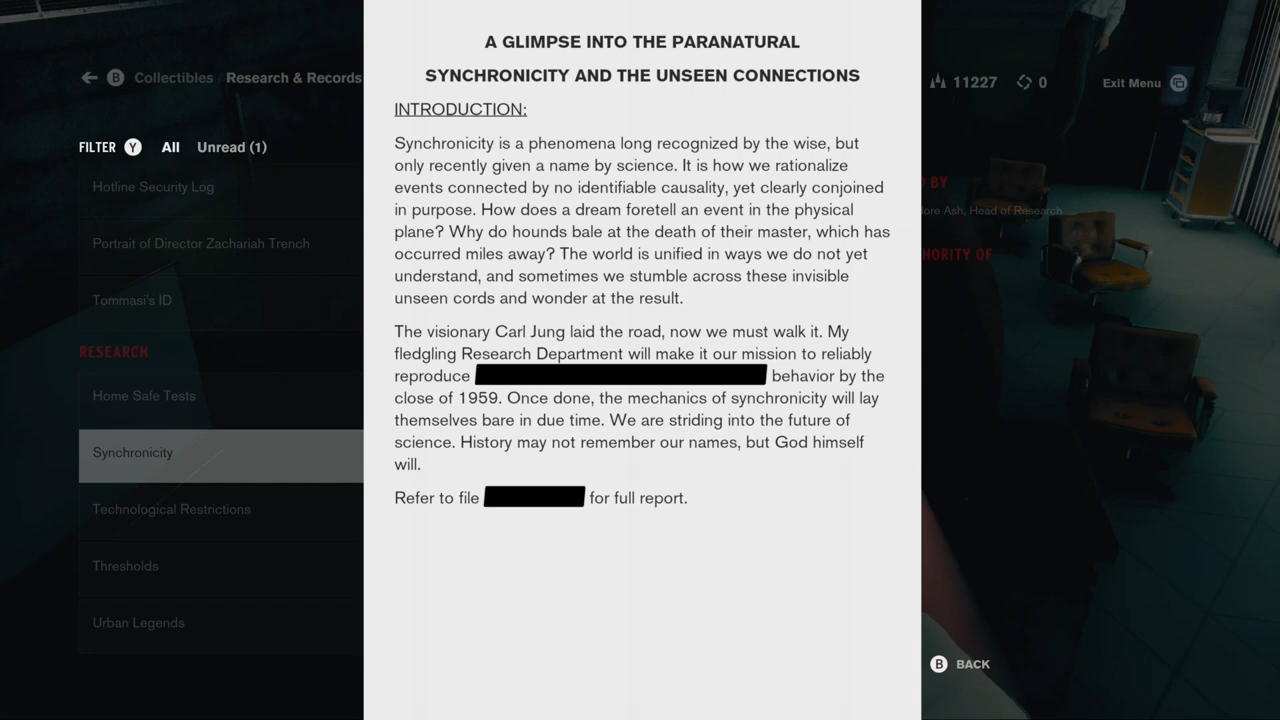 A GLIMPSE INTO THE PARANATURAL
SYNCHRONICITY AND THE UNSEEN CONNECTIONS
INTRODUCTION:
Synchronicity is a phenomena long recognized by the wise, but
only recently given a name by science. It is how we rationalize
events connected by no identifiable causality, yet clearly conjoined
in purpose. How does a dream foretell an event in the physical
plane? Why do hounds bale at the death of their master, which has
occurred miles away? The world is unified in ways we do not yet
understand, and sometimes we stumble across these invisible
unseen cords and wonder at the result.
The visionary Carl Jung laid the road, now we must walk it. My
fledgling Research Department will make it our mission to reliably
reproduce behavior by the
close of 1959. Once done, the mechanics of synchronicity will lay
themselves bare in due time. We are striding into the future of
science. History may not remember our names, but God himself
will.
Refer to file for full report.
B Collectibles Research & Records
FILTER Y All Unread (1)
Hotline Security Log
Portrait of Director Zachariah Trench
Tommasi's ID
RESEARCH
Home Safe Tests
Synchronicity
Technological Restrictions
Thresholds
Urban Legends
11227 0 Exit Menu
BY
ore Ash, Head of Research
HORITY OF
B BACK